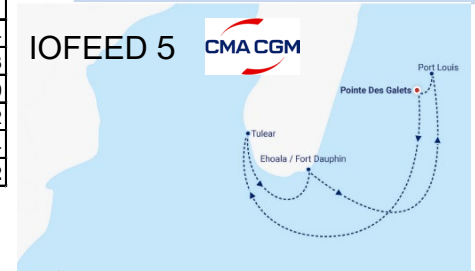 IOFEED 5
CMA CGM
Port Louis
Pointe Des Galets
Tulear
Ehoala / Fort Dauphin